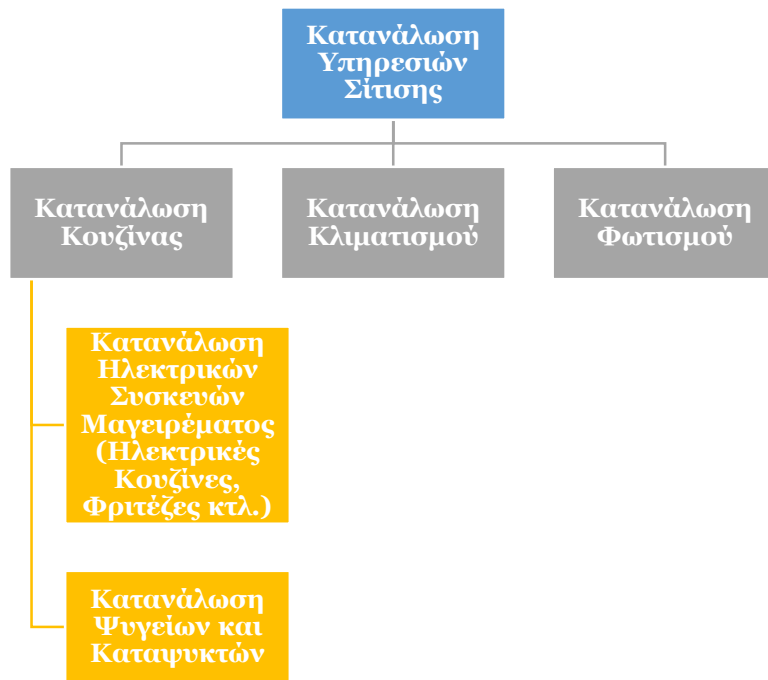 Κατανάλωση
Υπηρεσιών
Σίτισης
Κατανάλωση
Κουζίνας
Κατανάλωση
Κλιματισμού
Κατανάλωση
Φωτισμού
Κατανάλωση
Ηλεκτρικών
Συσκευών
Μαγειρέματος
(Ηλεκτρικές
Κουζίνες,
Φριτέζες κτλ.)
Κατανάλωση
Ψυγείων και
Καταψυκτών